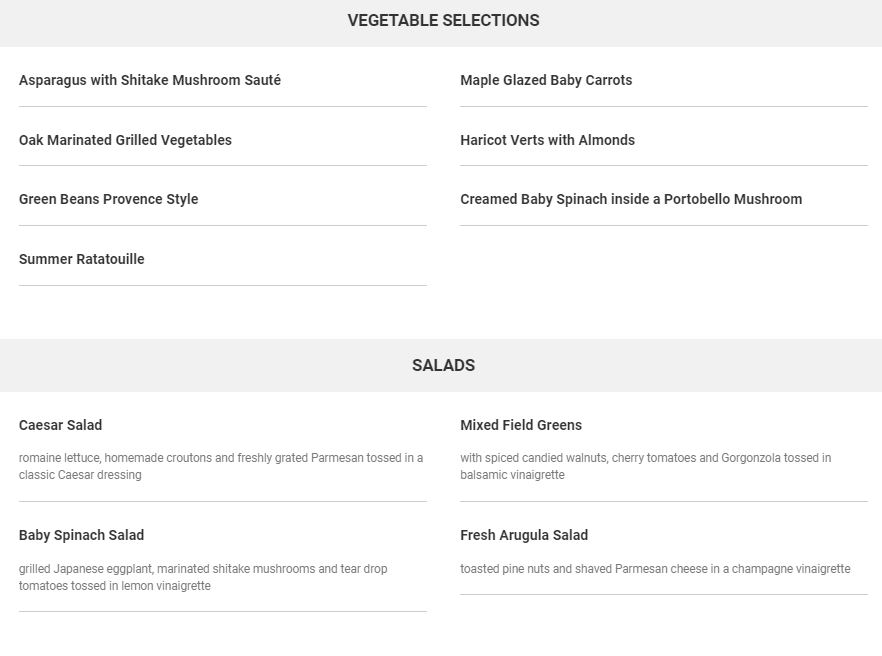 VEGETABLE SELECTIONS
Asparagus with Shitake Mushroom Sauté
Maple Glazed Baby Carrots
Oak Marinated Grilled Vegetables
Haricot Verts with Almonds
Green Beans Provence Style
Creamed Baby Spinach inside a Portobello Mushroom
Summer Ratatouille
SALADS
Caesar Salad
romaine lettuce, homemade croutons and freshly grated Parmesan tossed in a
classic Caesar dressing
Mixed Field Greens
with spiced candied walnuts, cherry tomatoes and Gorgonzola tossed in
balsamic vinaigrette
Baby Spinach Salad
grilled Japanese eggplant, marinated shitake mushrooms and tear drop
tomatoes tossed in lemon vinaigrette
Fresh Arugula Salad
toasted pine nuts and shaved Parmesan cheese in a champagne vinaigrette